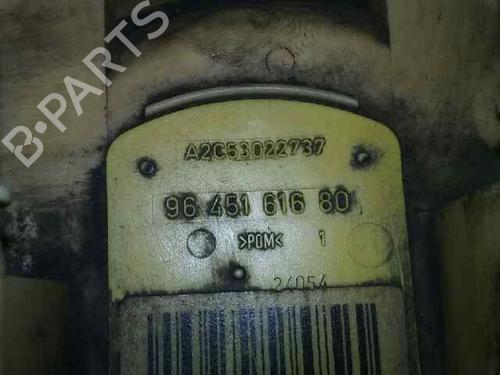 B-PARTS
A2C53022737
96 451 616 80
>POM< 1
24054